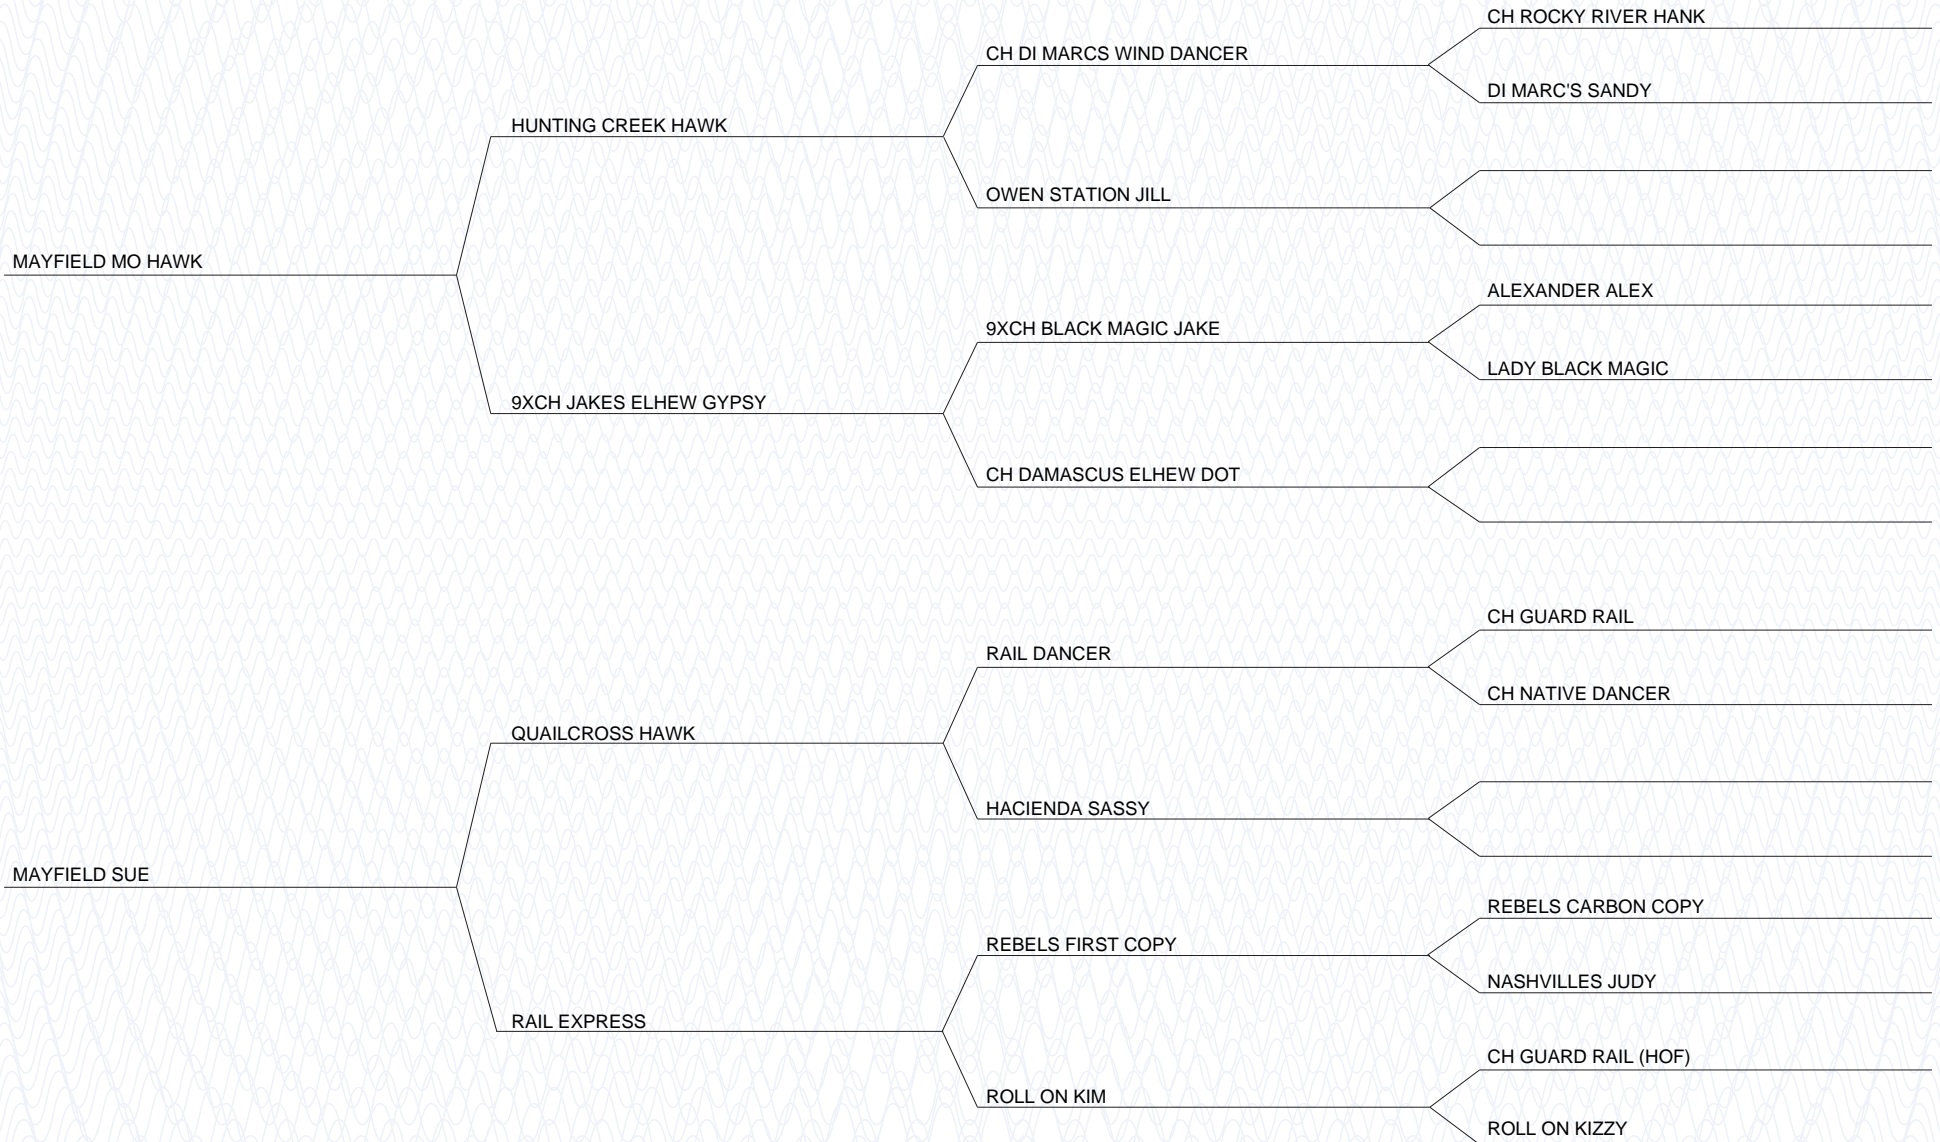 CH ROCKY RIVER HANK
CH DI MARCS WIND DANCER
DI MARC'S SANDY
HUNTING CREEK HAWK
OWEN STATION JILL
MAYFIELD MO HAWK
ALEXANDER ALEX
9XCH BLACK MAGIC JAKE
LADY BLACK MAGIC
9XCH JAKES ELHEW GYPSY
CH DAMASCUS ELHEW DOT
CH GUARD RAIL
RAIL DANCER
CH NATIVE DANCER
QUAILCROSS HAWK
HACIENDA SASSY
MAYFIELD SUE
REBELS CARBON COPY
REBELS FIRST COPY
NASHVILLES JUDY
RAIL EXPRESS
CH GUARD RAIL (HOF)
ROLL ON KIM
ROLL ON KIZZY